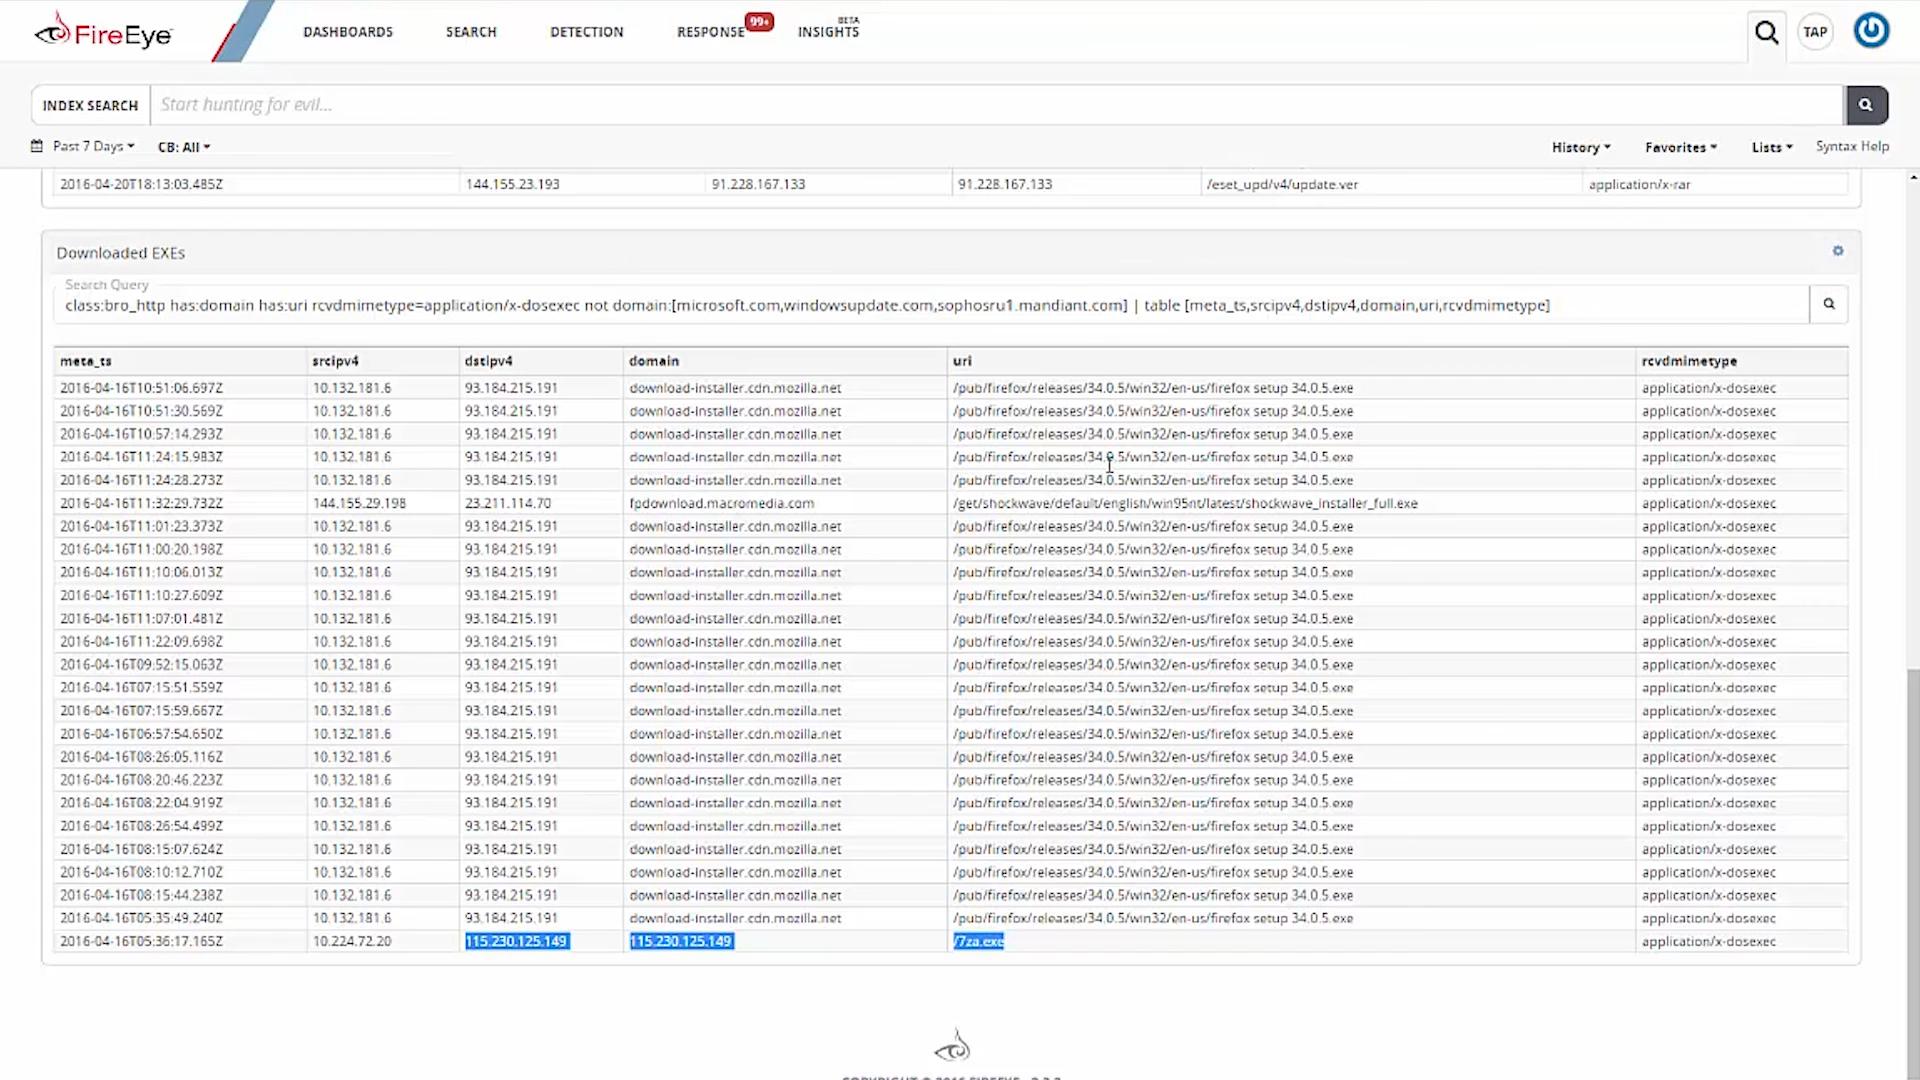 FireEye DASHBOARDS SEARCH DETECTION RESPONSE 99+ INSIGHTS BETA TAP
INDEX SEARCH Start hunting for evil...
Past 7 Days CB: All History Favorites Lists Syntax Help
2016-04-20T18:13:03.485Z 144.155.23.193 91.228.167.133 91.228.167.133 /eset_upd/v4/update.ver application/x-rar
Downloaded EXEs
Search Query
class:bro_http has:domain has:uri rcvdmimetype=application/x-dosexec not domain:[microsoft.com,windowsupdate.com,sophosru1.mandiant.com] | table [meta_ts,srcipv4,dstipv4,domain,uri,rcvdmimetype]
meta_ts srcipv4 dstipv4 domain uri rcvdmimetype
2016-04-16T10:51:06.697Z 10.132.181.6 93.184.215.191 download-installer.cdn.mozilla.net /pub/firefox/releases/34.0.5/win32/en-us/firefox setup 34.0.5.exe application/x-dosexec
2016-04-16T10:51:30.569Z 10.132.181.6 93.184.215.191 download-installer.cdn.mozilla.net /pub/firefox/releases/34.0.5/win32/en-us/firefox setup 34.0.5.exe application/x-dosexec
2016-04-16T10:57:14.293Z 10.132.181.6 93.184.215.191 download-installer.cdn.mozilla.net /pub/firefox/releases/34.0.5/win32/en-us/firefox setup 34.0.5.exe application/x-dosexec
2016-04-16T11:24:15.983Z 10.132.181.6 93.184.215.191 download-installer.cdn.mozilla.net /pub/firefox/releases/34.0.5/win32/en-us/firefox setup 34.0.5.exe application/x-dosexec
2016-04-16T11:24:28.273Z 10.132.181.6 93.184.215.191 download-installer.cdn.mozilla.net /pub/firefox/releases/34.0.5/win32/en-us/firefox setup 34.0.5.exe application/x-dosexec
2016-04-16T11:32:29.732Z 144.155.29.198 23.211.114.70 fpdownload.macromedia.com /get/shockwave/default/english/win95nt/latest/shockwave_installer_full.exe application/x-dosexec
2016-04-16T11:01:23.373Z 10.132.181.6 93.184.215.191 download-installer.cdn.mozilla.net /pub/firefox/releases/34.0.5/win32/en-us/firefox setup 34.0.5.exe application/x-dosexec
2016-04-16T11:00:20.198Z 10.132.181.6 93.184.215.191 download-installer.cdn.mozilla.net /pub/firefox/releases/34.0.5/win32/en-us/firefox setup 34.0.5.exe application/x-dosexec
2016-04-16T11:10:06.013Z 10.132.181.6 93.184.215.191 download-installer.cdn.mozilla.net /pub/firefox/releases/34.0.5/win32/en-us/firefox setup 34.0.5.exe application/x-dosexec
2016-04-16T11:10:27.609Z 10.132.181.6 93.184.215.191 download-installer.cdn.mozilla.net /pub/firefox/releases/34.0.5/win32/en-us/firefox setup 34.0.5.exe application/x-dosexec
2016-04-16T11:07:01.481Z 10.132.181.6 93.184.215.191 download-installer.cdn.mozilla.net /pub/firefox/releases/34.0.5/win32/en-us/firefox setup 34.0.5.exe application/x-dosexec
2016-04-16T11:22:09.698Z 10.132.181.6 93.184.215.191 download-installer.cdn.mozilla.net /pub/firefox/releases/34.0.5/win32/en-us/firefox setup 34.0.5.exe application/x-dosexec
2016-04-16T09:52:15.063Z 10.132.181.6 93.184.215.191 download-installer.cdn.mozilla.net /pub/firefox/releases/34.0.5/win32/en-us/firefox setup 34.0.5.exe application/x-dosexec
2016-04-16T07:15:51.559Z 10.132.181.6 93.184.215.191 download-installer.cdn.mozilla.net /pub/firefox/releases/34.0.5/win32/en-us/firefox setup 34.0.5.exe application/x-dosexec
2016-04-16T07:15:59.667Z 10.132.181.6 93.184.215.191 download-installer.cdn.mozilla.net /pub/firefox/releases/34.0.5/win32/en-us/firefox setup 34.0.5.exe application/x-dosexec
2016-04-16T06:57:54.650Z 10.132.181.6 93.184.215.191 download-installer.cdn.mozilla.net /pub/firefox/releases/34.0.5/win32/en-us/firefox setup 34.0.5.exe application/x-dosexec
2016-04-16T08:26:05.116Z 10.132.181.6 93.184.215.191 download-installer.cdn.mozilla.net /pub/firefox/releases/34.0.5/win32/en-us/firefox setup 34.0.5.exe application/x-dosexec
2016-04-16T08:20:46.223Z 10.132.181.6 93.184.215.191 download-installer.cdn.mozilla.net /pub/firefox/releases/34.0.5/win32/en-us/firefox setup 34.0.5.exe application/x-dosexec
2016-04-16T08:22:04.919Z 10.132.181.6 93.184.215.191 download-installer.cdn.mozilla.net /pub/firefox/releases/34.0.5/win32/en-us/firefox setup 34.0.5.exe application/x-dosexec
2016-04-16T08:26:54.499Z 10.132.181.6 93.184.215.191 download-installer.cdn.mozilla.net /pub/firefox/releases/34.0.5/win32/en-us/firefox setup 34.0.5.exe application/x-dosexec
2016-04-16T08:15:07.624Z 10.132.181.6 93.184.215.191 download-installer.cdn.mozilla.net /pub/firefox/releases/34.0.5/win32/en-us/firefox setup 34.0.5.exe application/x-dosexec
2016-04-16T08:10:12.710Z 10.132.181.6 93.184.215.191 download-installer.cdn.mozilla.net /pub/firefox/releases/34.0.5/win32/en-us/firefox setup 34.0.5.exe application/x-dosexec
2016-04-16T08:15:44.238Z 10.132.181.6 93.184.215.191 download-installer.cdn.mozilla.net /pub/firefox/releases/34.0.5/win32/en-us/firefox setup 34.0.5.exe application/x-dosexec
2016-04-16T05:35:49.240Z 10.132.181.6 93.184.215.191 download-installer.cdn.mozilla.net /pub/firefox/releases/34.0.5/win32/en-us/firefox setup 34.0.5.exe application/x-dosexec
2016-04-16T05:36:17.165Z 10.224.72.20 115.230.125.149 115.230.125.149 /7za.exe application/x-dosexec